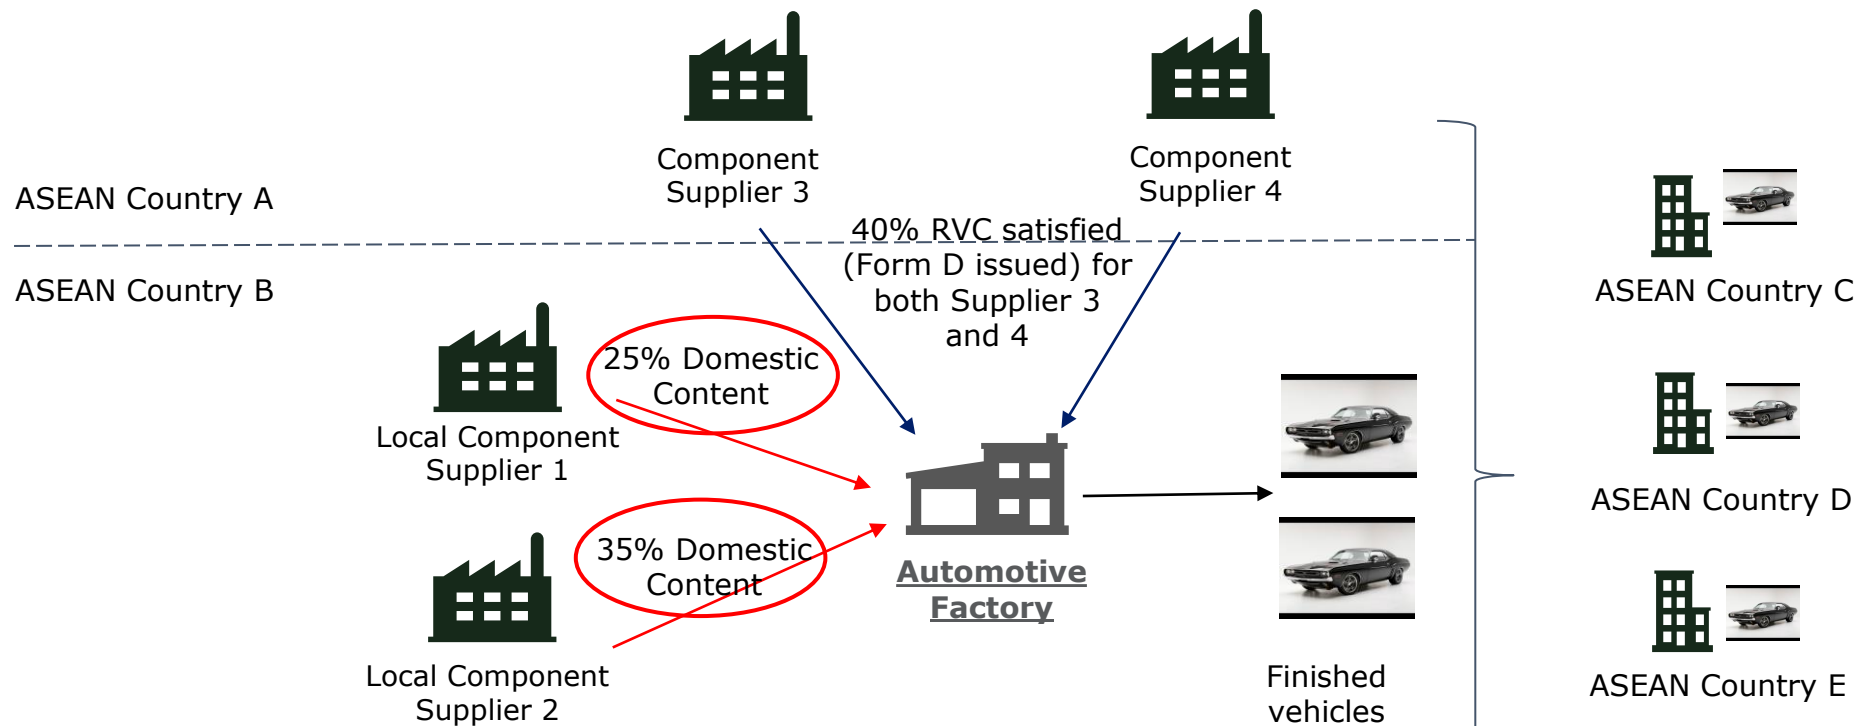 Component
Supplier 3
Component
Supplier 4
ASEAN Country A
40% RVC satisfied
(Form D issued) for
both Supplier 3
and 4
ASEAN Country B
ASEAN Country C
25% Domestic
Content
Local Component
Supplier 1
ASEAN Country D
35% Domestic
Content
Automotive
Factory
Local Component
Supplier 2
Finished
vehicles
ASEAN Country E